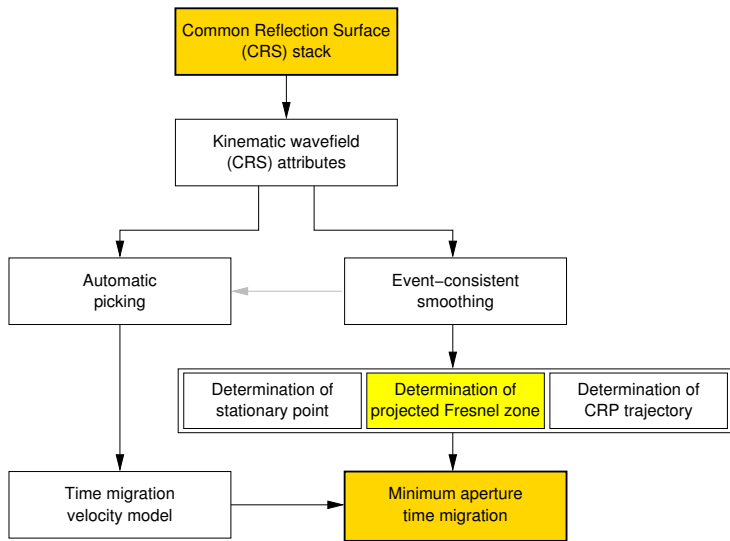 Common Reflection Surface
(CRS) stack
Kinematic wavefield
(CRS) attributes
Automatic
picking
Event−consistent
smoothing
Determination of
stationary point
Determination of
projected Fresnel zone
Determination of
CRP trajectory
Time migration
velocity model
Minimum aperture
time migration